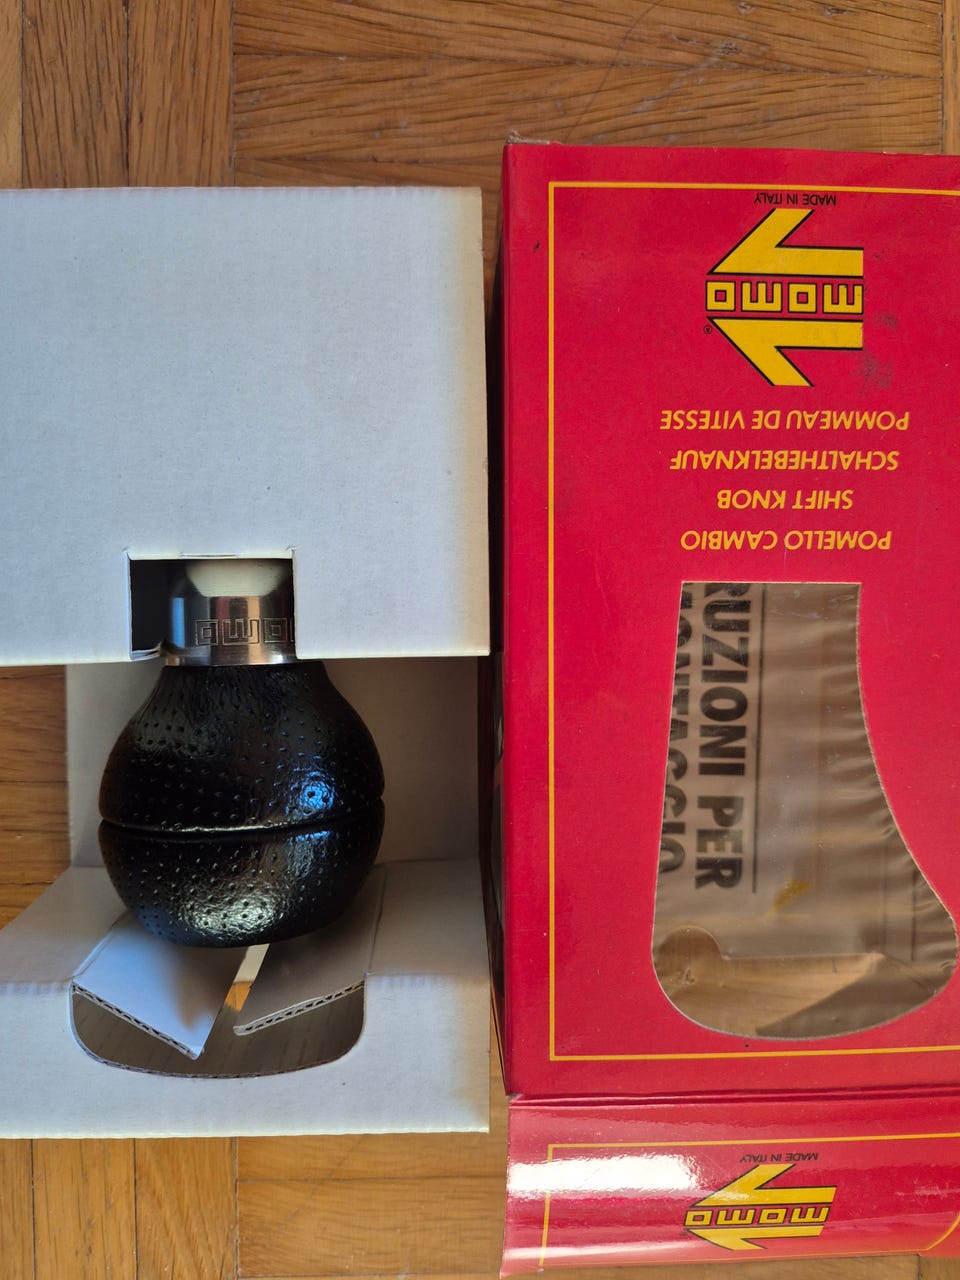 momo
MADE IN ITALY
RUZIONI PER
MONTAGGIO
POMELLO CAMBIO
SHIFT KNOB
SCHALTHEBELKNAUF
POMMEAU DE VITESSE
momo®
MADE IN ITALY
momo